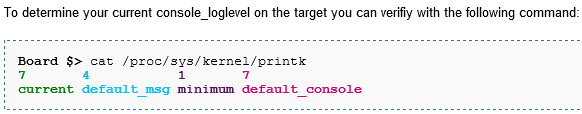 To determine your current console_loglevel on the target you can verifiy with the following command:
Board $> cat /proc/sys/kernel/printk
7 4 1 7
current default_msg minimum default_console